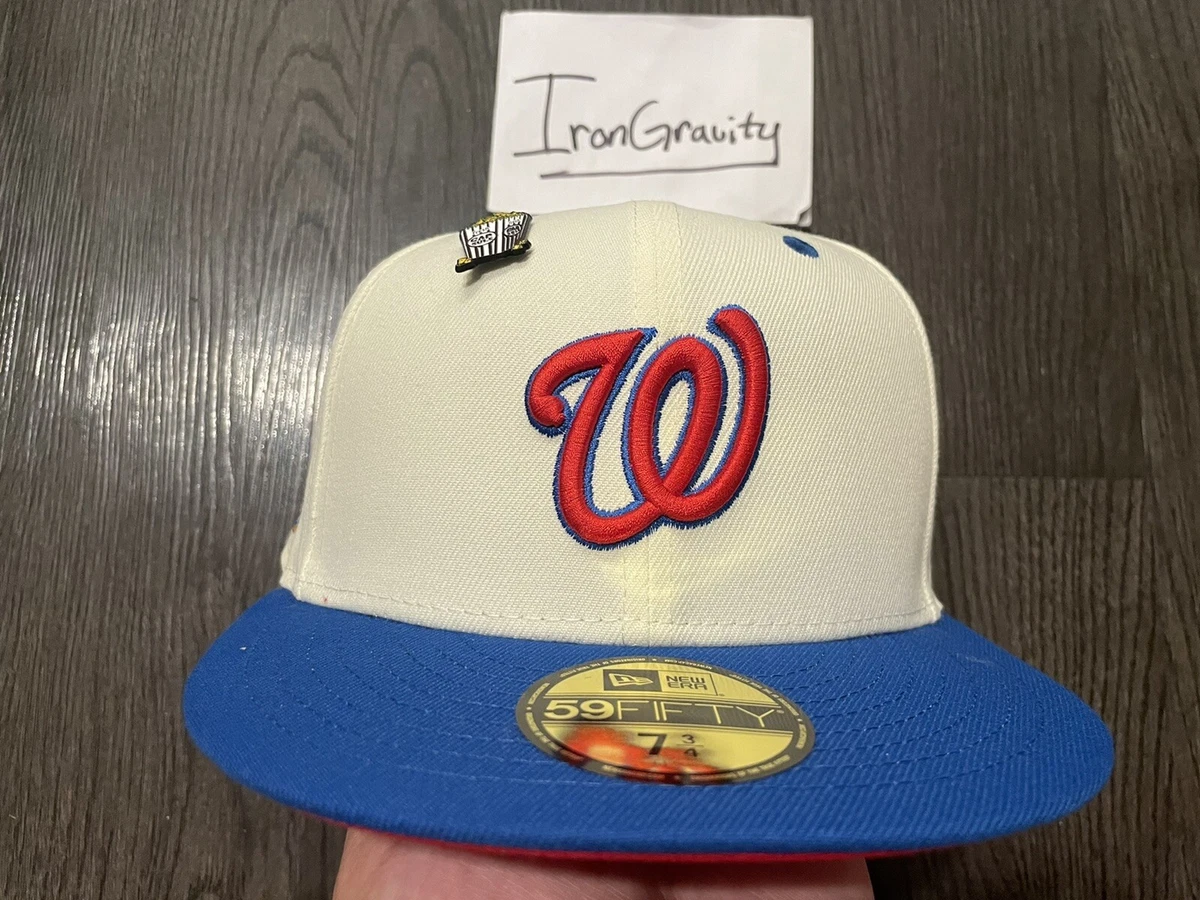 IronGravity
W
NEW ERA
59FIFTY
7 3/4